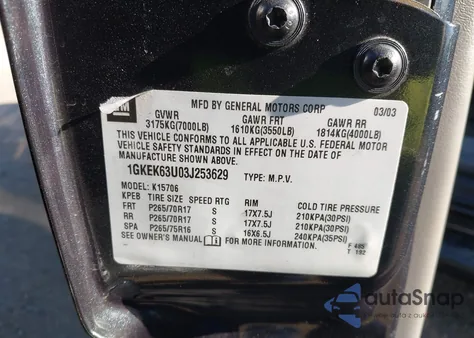 GM
MFD BY GENERAL MOTORS CORP 03/03
GVWR GAWR FRT GAWR RR
3175KG(7000LB) 1610KG(3550LB) 1814KG(4000LB)
THIS VEHICLE CONFORMS TO ALL APPLICABLE U.S. FEDERAL MOTOR
VEHICLE SAFETY STANDARDS IN EFFECT ON THE DATE OF
MANUFACTURE SHOWN ABOVE.
1GKEK63U03J253629 TYPE: M.P.V.
MODEL: K15706
KPEB TIRE SIZE SPEED RTG RIM COLD TIRE PRESSURE
FRT P265/70R17 S 17X7.5J 210KPA(30PSI)
RR P265/70R17 S 17X7.5J 210KPA(30PSI)
SPA P265/75R16 S 16X6.5J 240KPA(35PSI)
SEE OWNER'S MANUAL FOR MORE INFORMATION.
F 485
T 192
autaSnap